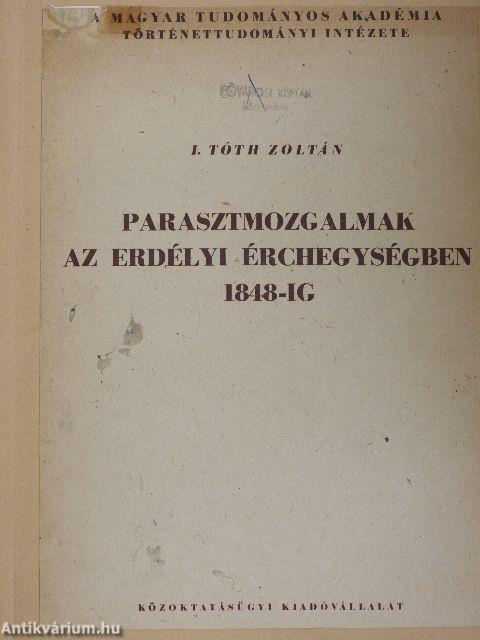 A MAGYAR TUDOMÁNYOS AKADÉMIA
TÖRTÉNETTUDOMÁNYI INTÉZETE
I. TÓTH ZOLTÁN
PARASZTMOZGALMAK
AZ ERDÉLYI ÉRCHEGYSÉGBEN
1848-IG
KÖZOKTATÁSÜGYI KIADÓVÁLLALAT
Antikvárium.hu